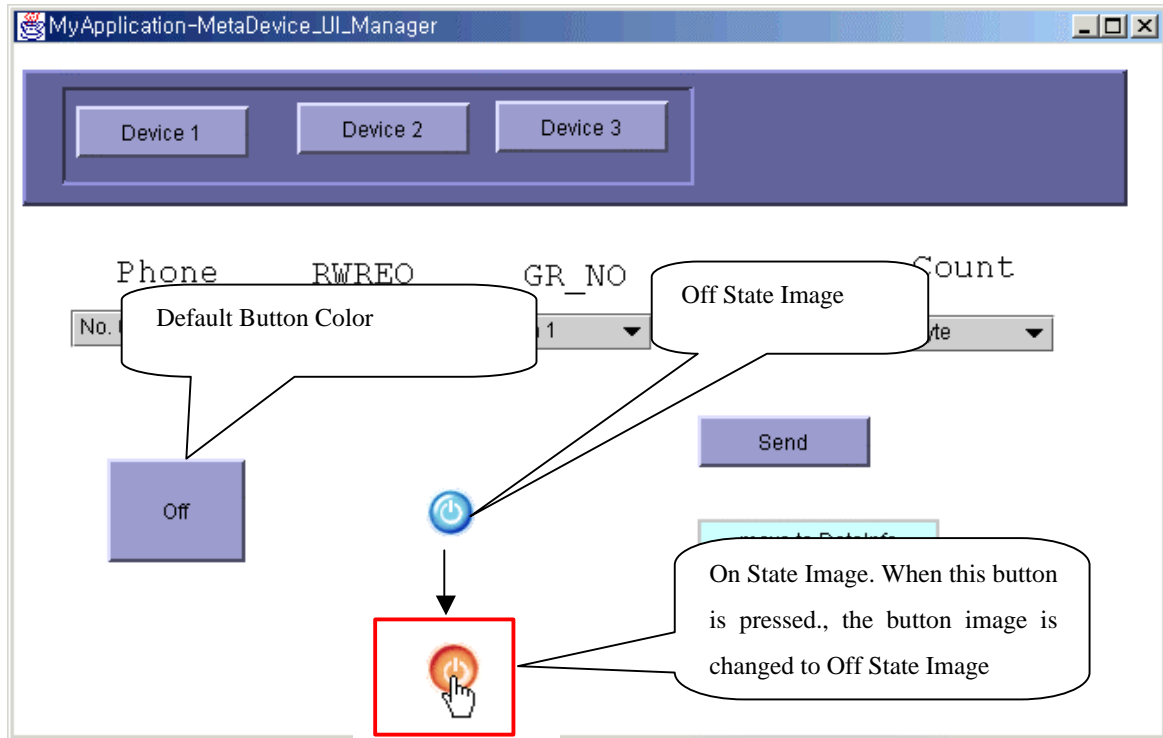 MyApplication-MetaDevice_UI_Manager
Device 1
Device 2
Device 3
Phone
RWREO
GR_NO
Count
No.
Default Button Color
1
Off State Image
Off
Send
On State Image. When this button
is pressed., the button image is
changed to Off State Image